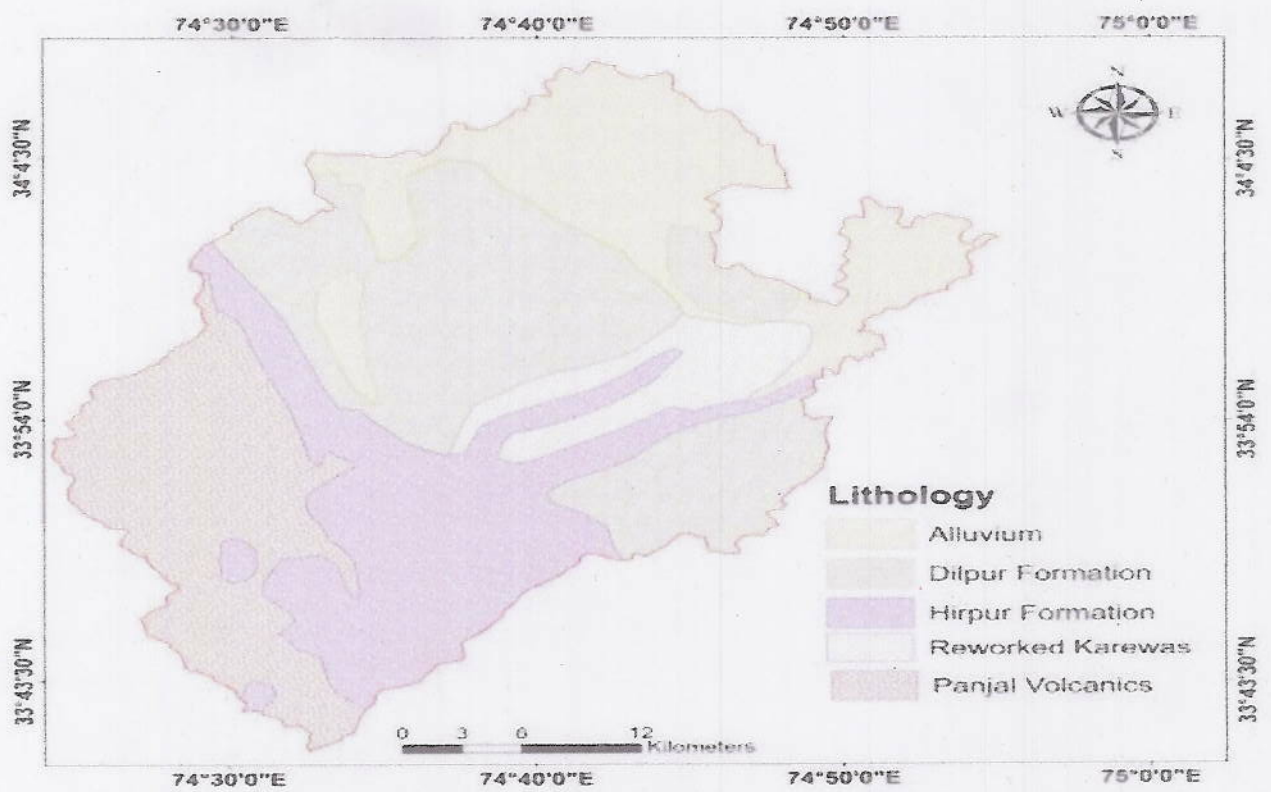 74°30'0"E 74°40'0"E 74°50'0"E 75°0'0"E
34°4'30"N 34°4'30"N
W E
33°54'0"N 33°54'0"N
Lithology
Alluvium
Dilpur Formation
Hirpur Formation
Reworked Karewas
Panjal Volcanics
33°43'30"N 33°43'30"N
0 3 6 12
Kilometers
74°30'0"E 74°40'0"E 74°50'0"E 75°0'0"E